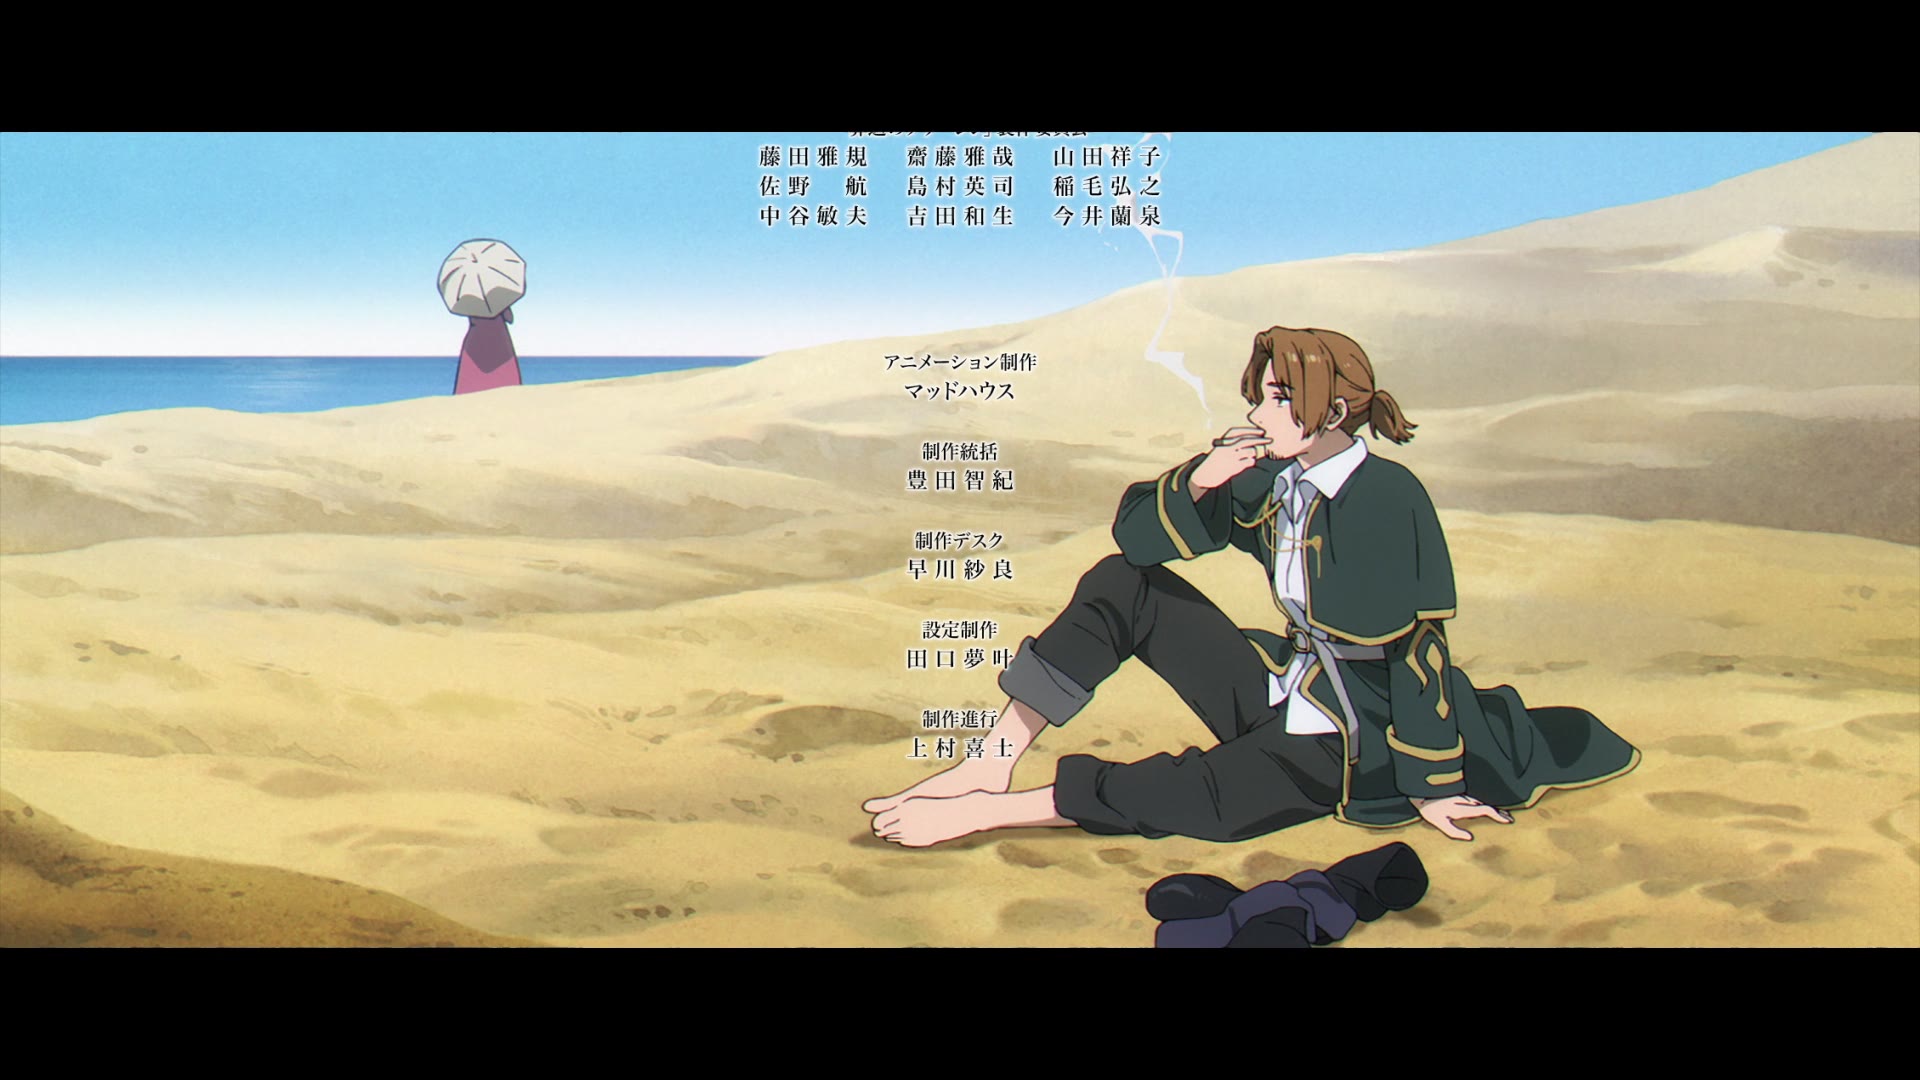 藤田雅規 齋藤雅哉 山田祥子
佐野 航 島村英司 稲毛弘之
中谷敏夫 吉田和生 今井蘭泉
アニメーション制作
マッドハウス
制作統括
豊田智紀
制作デスク
早川紗良
設定制作
田口夢叶
制作進行
上村喜士